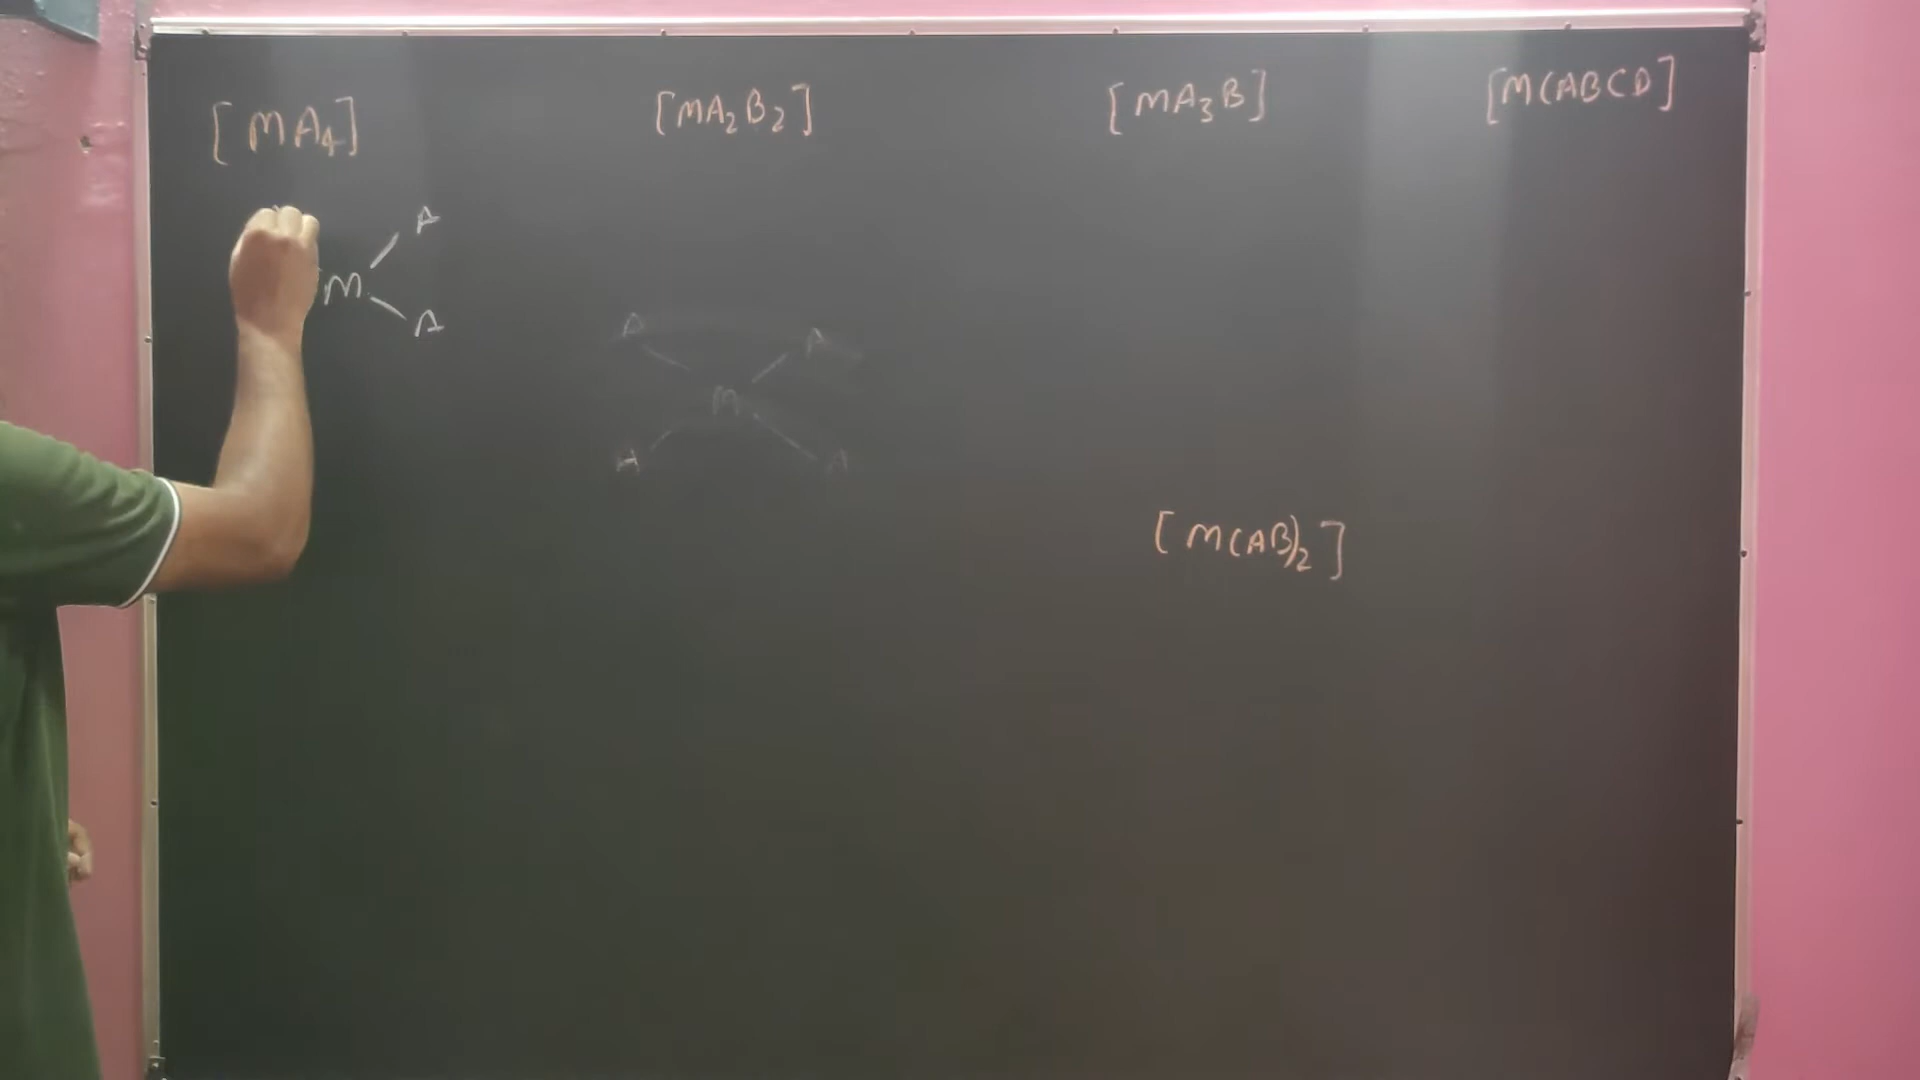 [MA₄]
[MA₂B₂]
[MA₃B]
[M(ABCD]
A
M
A
A A
M
A A
[M(AB)₂]